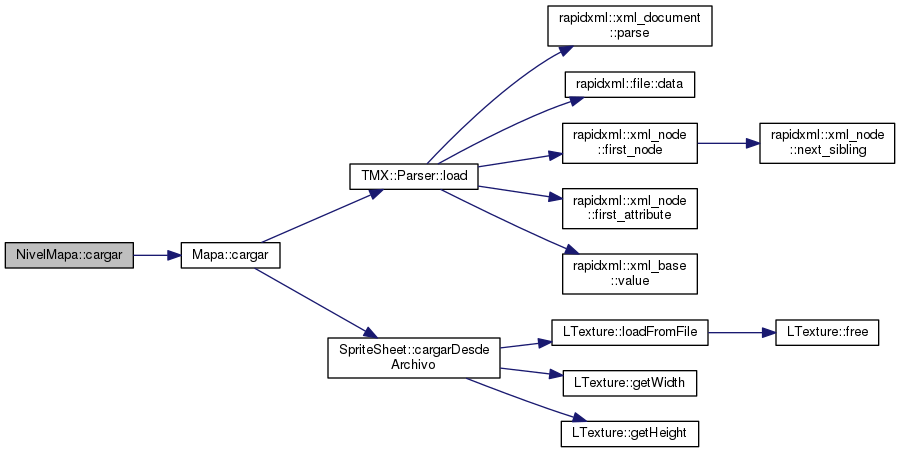 rapidxml::xml_document
::parse
rapidxml::file::data
rapidxml::xml_node
::first_node
rapidxml::xml_node
::next_sibling
TMX::Parser::load
rapidxml::xml_node
::first_attribute
NivelMapa::cargar
Mapa::cargar
rapidxml::xml_base
::value
LTexture::loadFromFile
LTexture::free
SpriteSheet::cargarDesde
Archivo
LTexture::getWidth
LTexture::getHeight